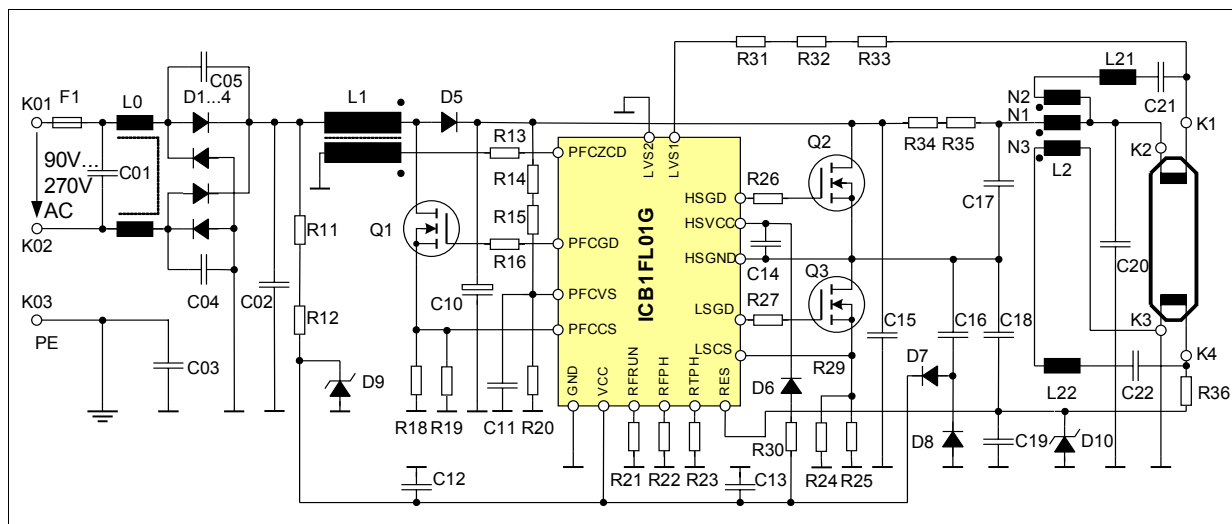 R31 R32 R33
C05
L21
K01 F1 L0 D1...4 L1 D5 N2 C21
R13 Q2 N1 K1
PFCZCD LVS2 LVS1 R34 R35 N3 K2
90V...
270V
AC
C01 R14 R26 L2
HSGD C17
K02 R11 Q1 R15 HSVCC
PFCGD C14
R16 HSGND Q3 C20
C04 C02 C10 ICB1FL01G
K03 R12 PFCVS R27 LSGD K3
PE PFCCS C15 C16 C18
C03 LSCS R29 D7 K4
D9 GND VCC RFRUN RFPH RTPH RES D6 L22 C22 R36
R18 R19 C11 R20 R30 D8 C19 D10
C12 R21 R22 R23 C13 R24 R25